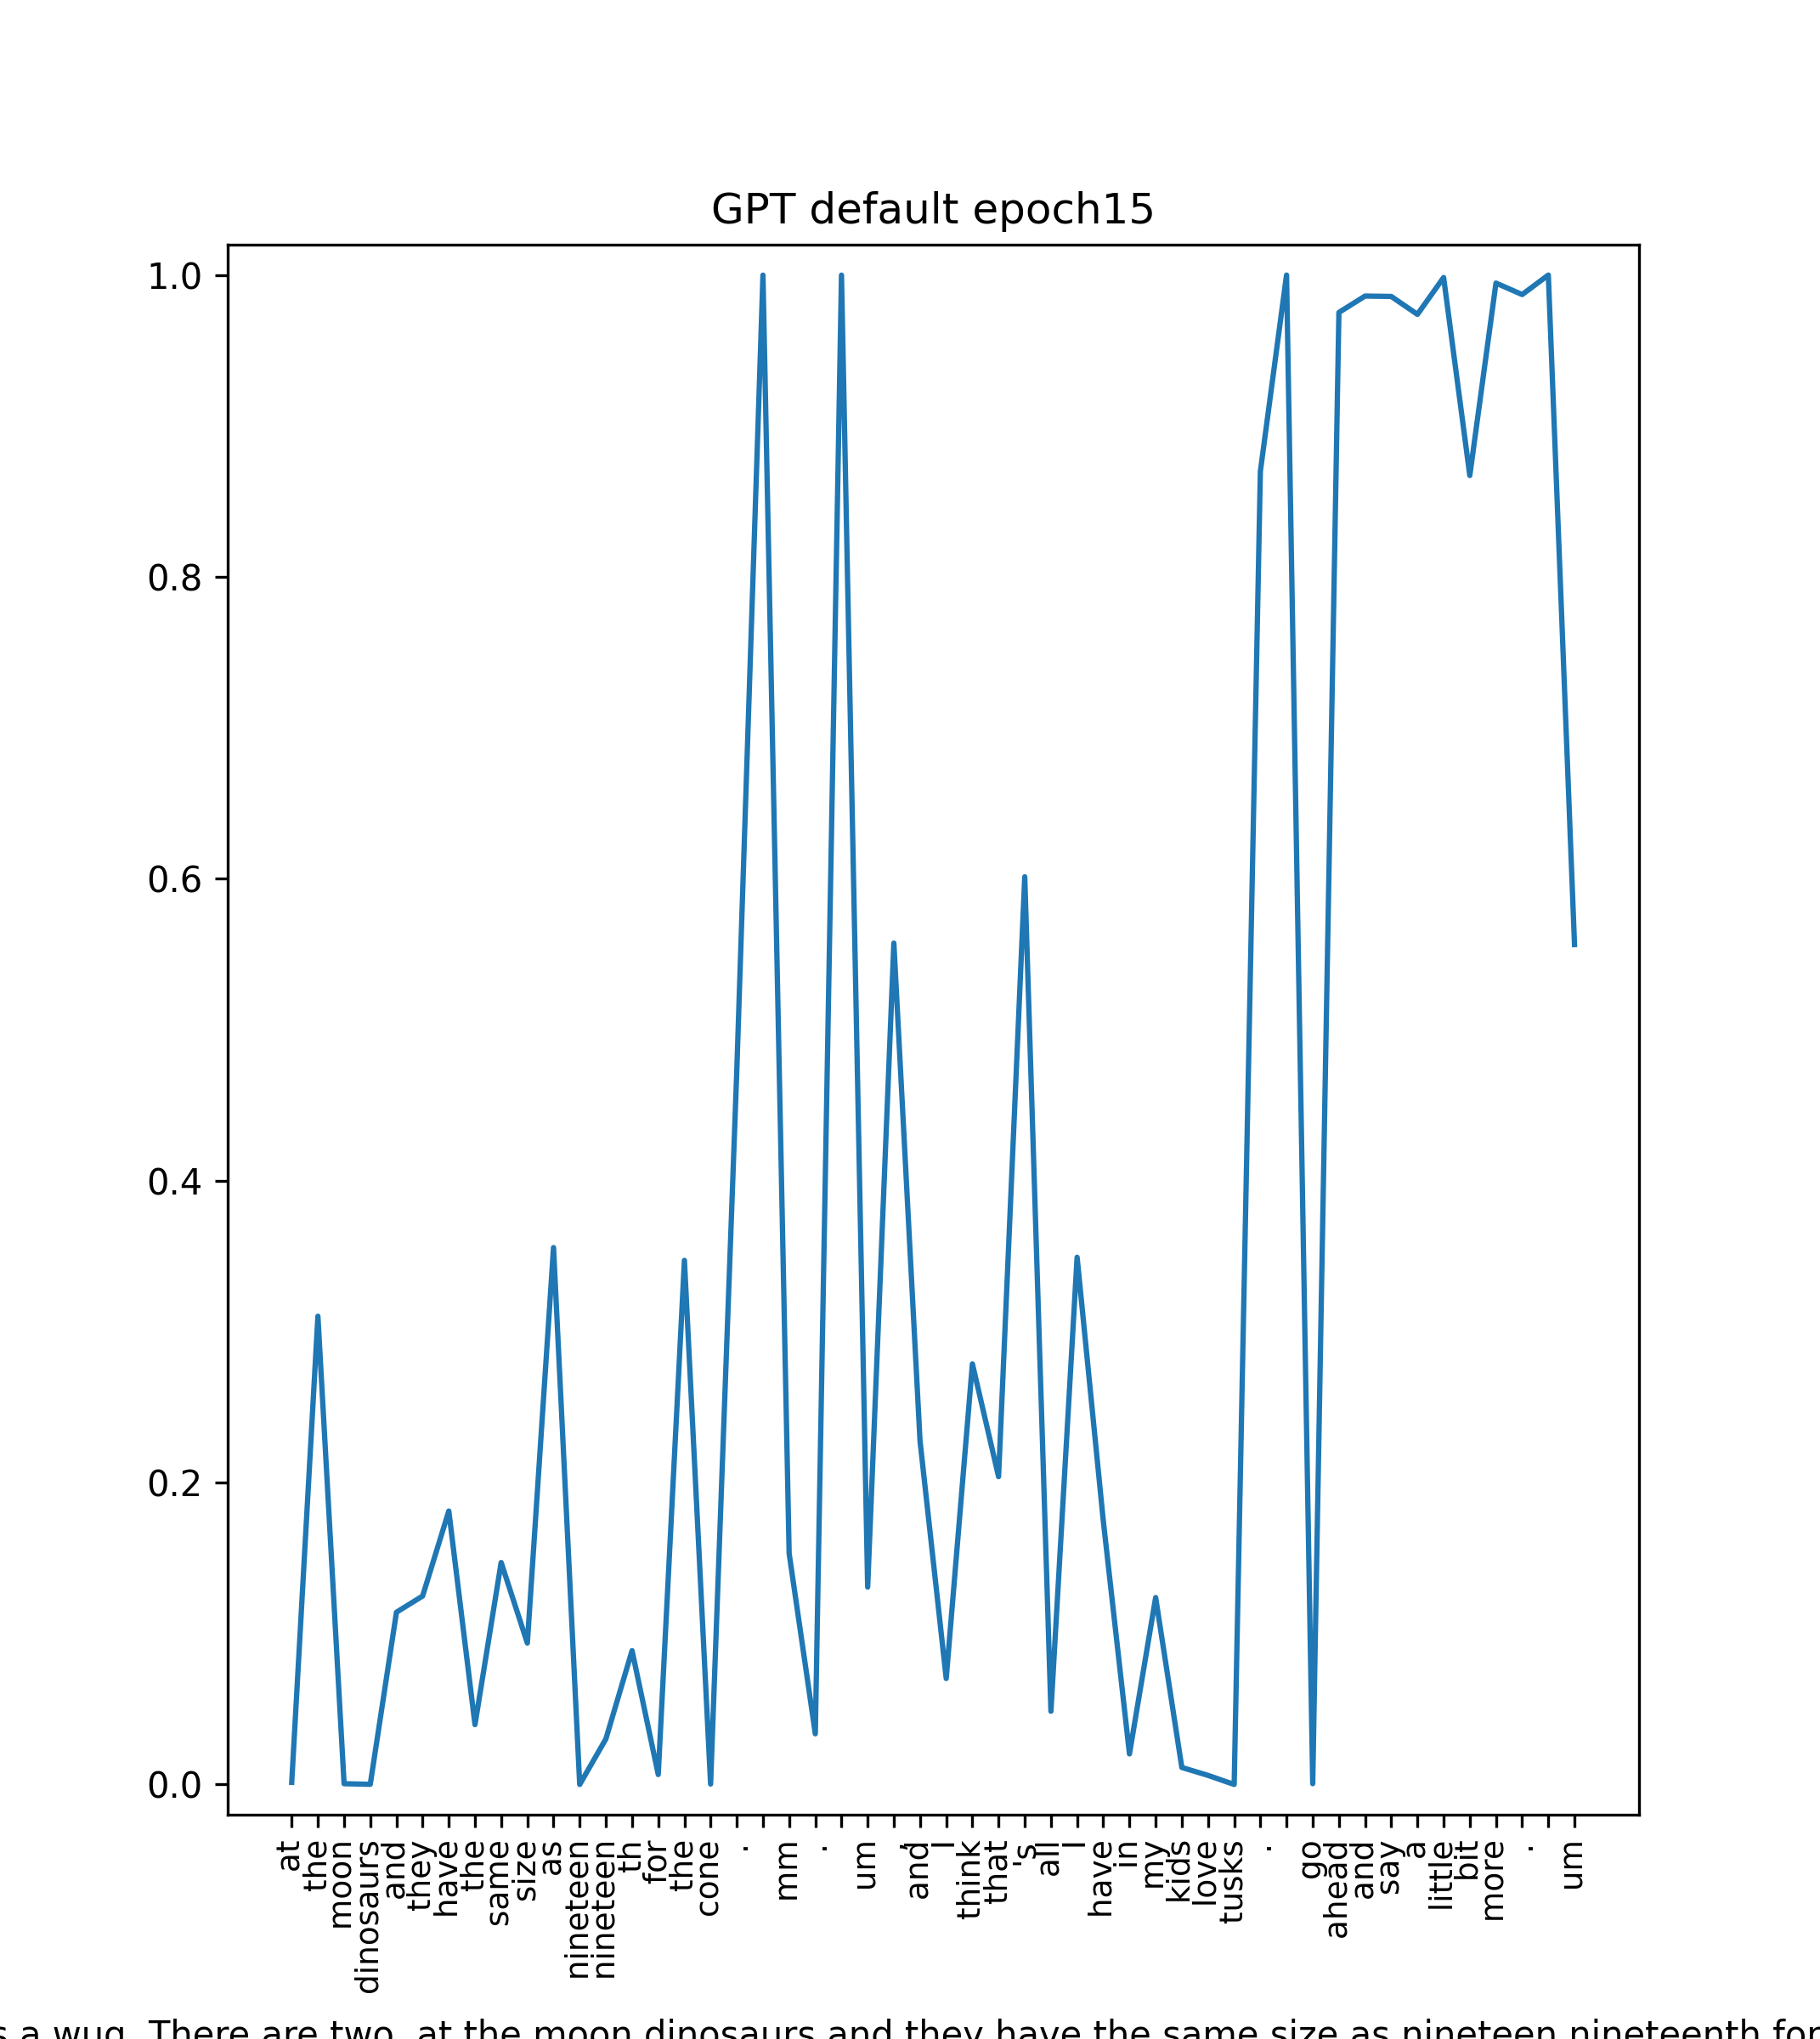 GPT default epoch15
1.0
0.8
0.6
0.4
0.2
0.0
at
the
moon
dinosaurs
and
they
have
the
same
size
as
nineteen
nineteen
th
for
the
cone
.
mm
.
um
,
and
I
think
that
's
all
I
have
in
my
kids
love
tusks
.
go
ahead
and
say
a
little
bit
more
.
um
s a wug. There are two. at the moon dinosaurs and they have the same size as nineteen nineteenth for